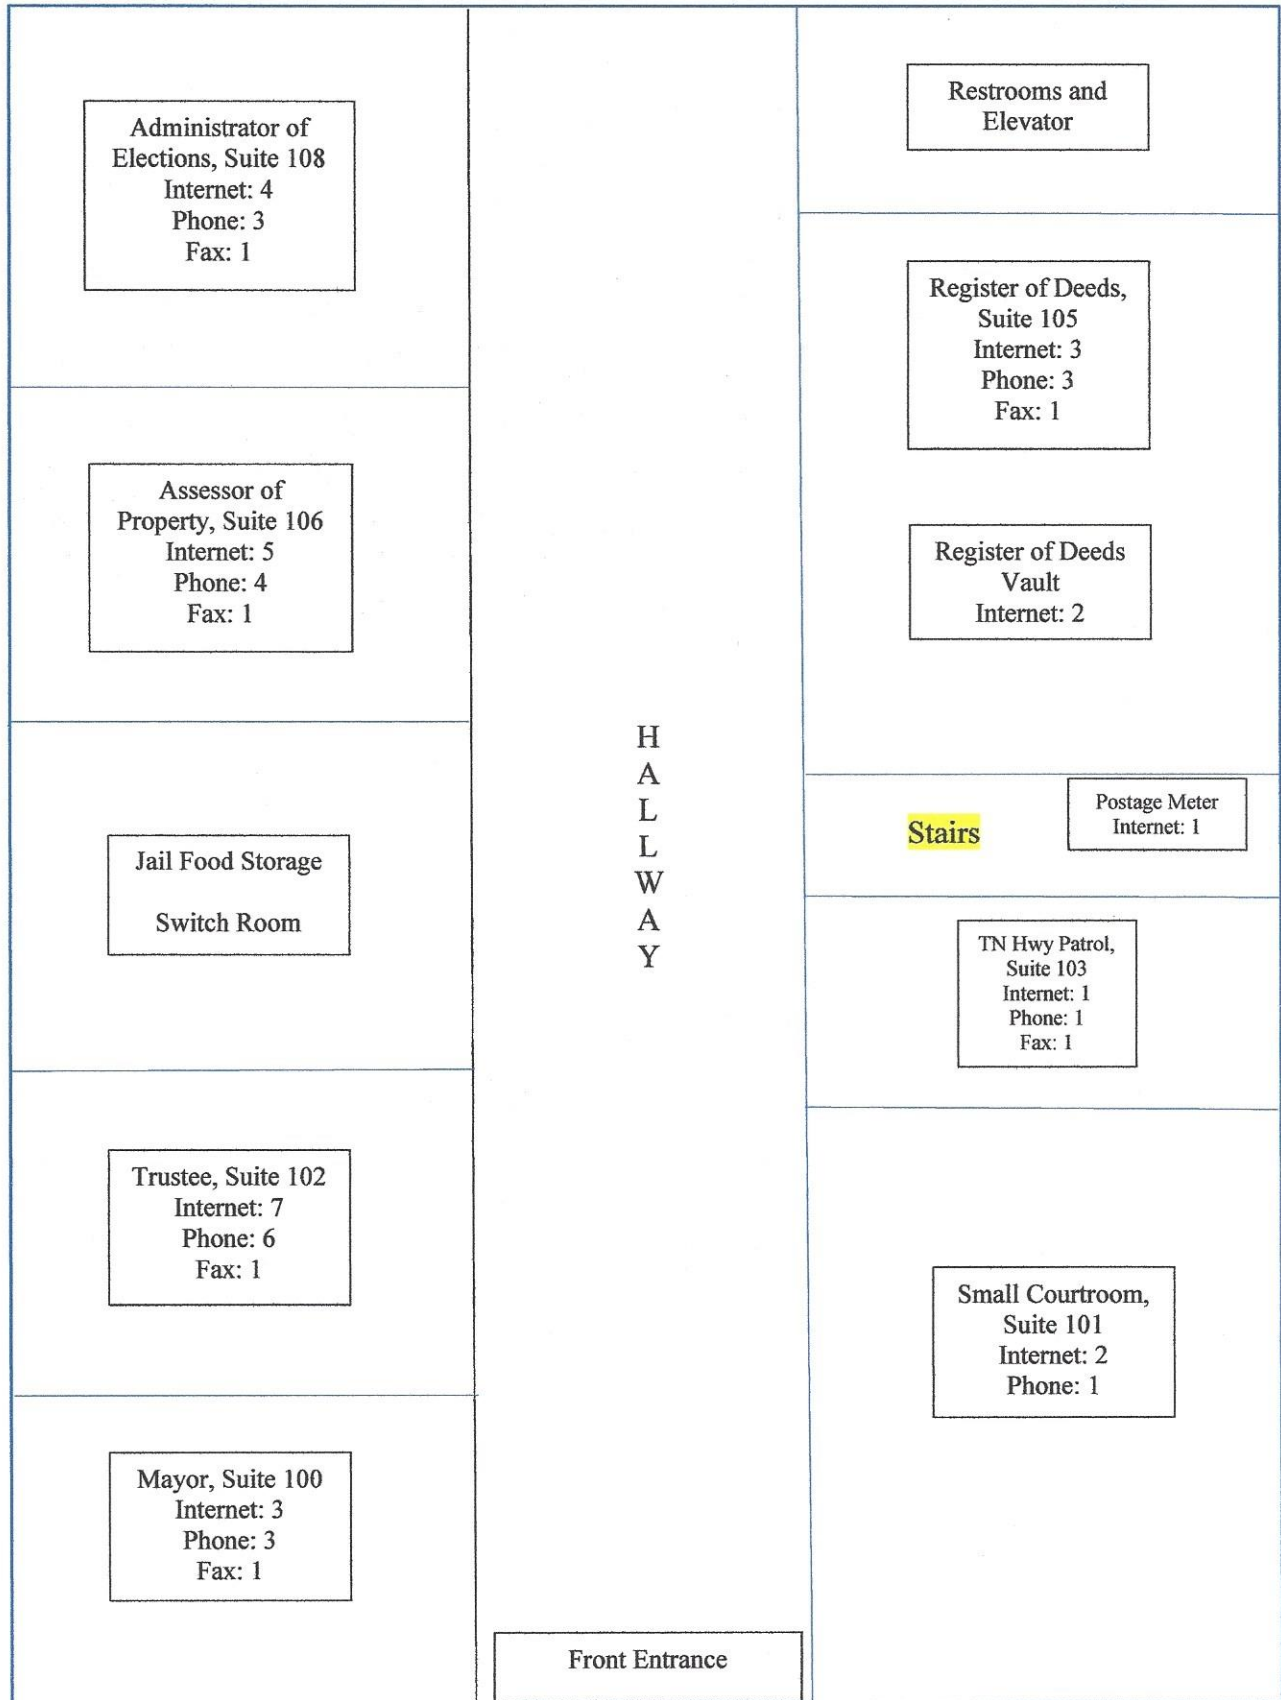 Administrator of
Elections, Suite 108
Internet: 4
Phone: 3
Fax: 1
Assessor of
Property, Suite 106
Internet: 5
Phone: 4
Fax: 1
Jail Food Storage
Switch Room
Trustee, Suite 102
Internet: 7
Phone: 6
Fax: 1
Mayor, Suite 100
Internet: 3
Phone: 3
Fax: 1
H
A
L
L
W
A
Y
Front Entrance
Restrooms and
Elevator
Register of Deeds,
Suite 105
Internet: 3
Phone: 3
Fax: 1
Register of Deeds
Vault
Internet: 2
Stairs
Postage Meter
Internet: 1
TN Hwy Patrol,
Suite 103
Internet: 1
Phone: 1
Fax: 1
Small Courtroom,
Suite 101
Internet: 2
Phone: 1